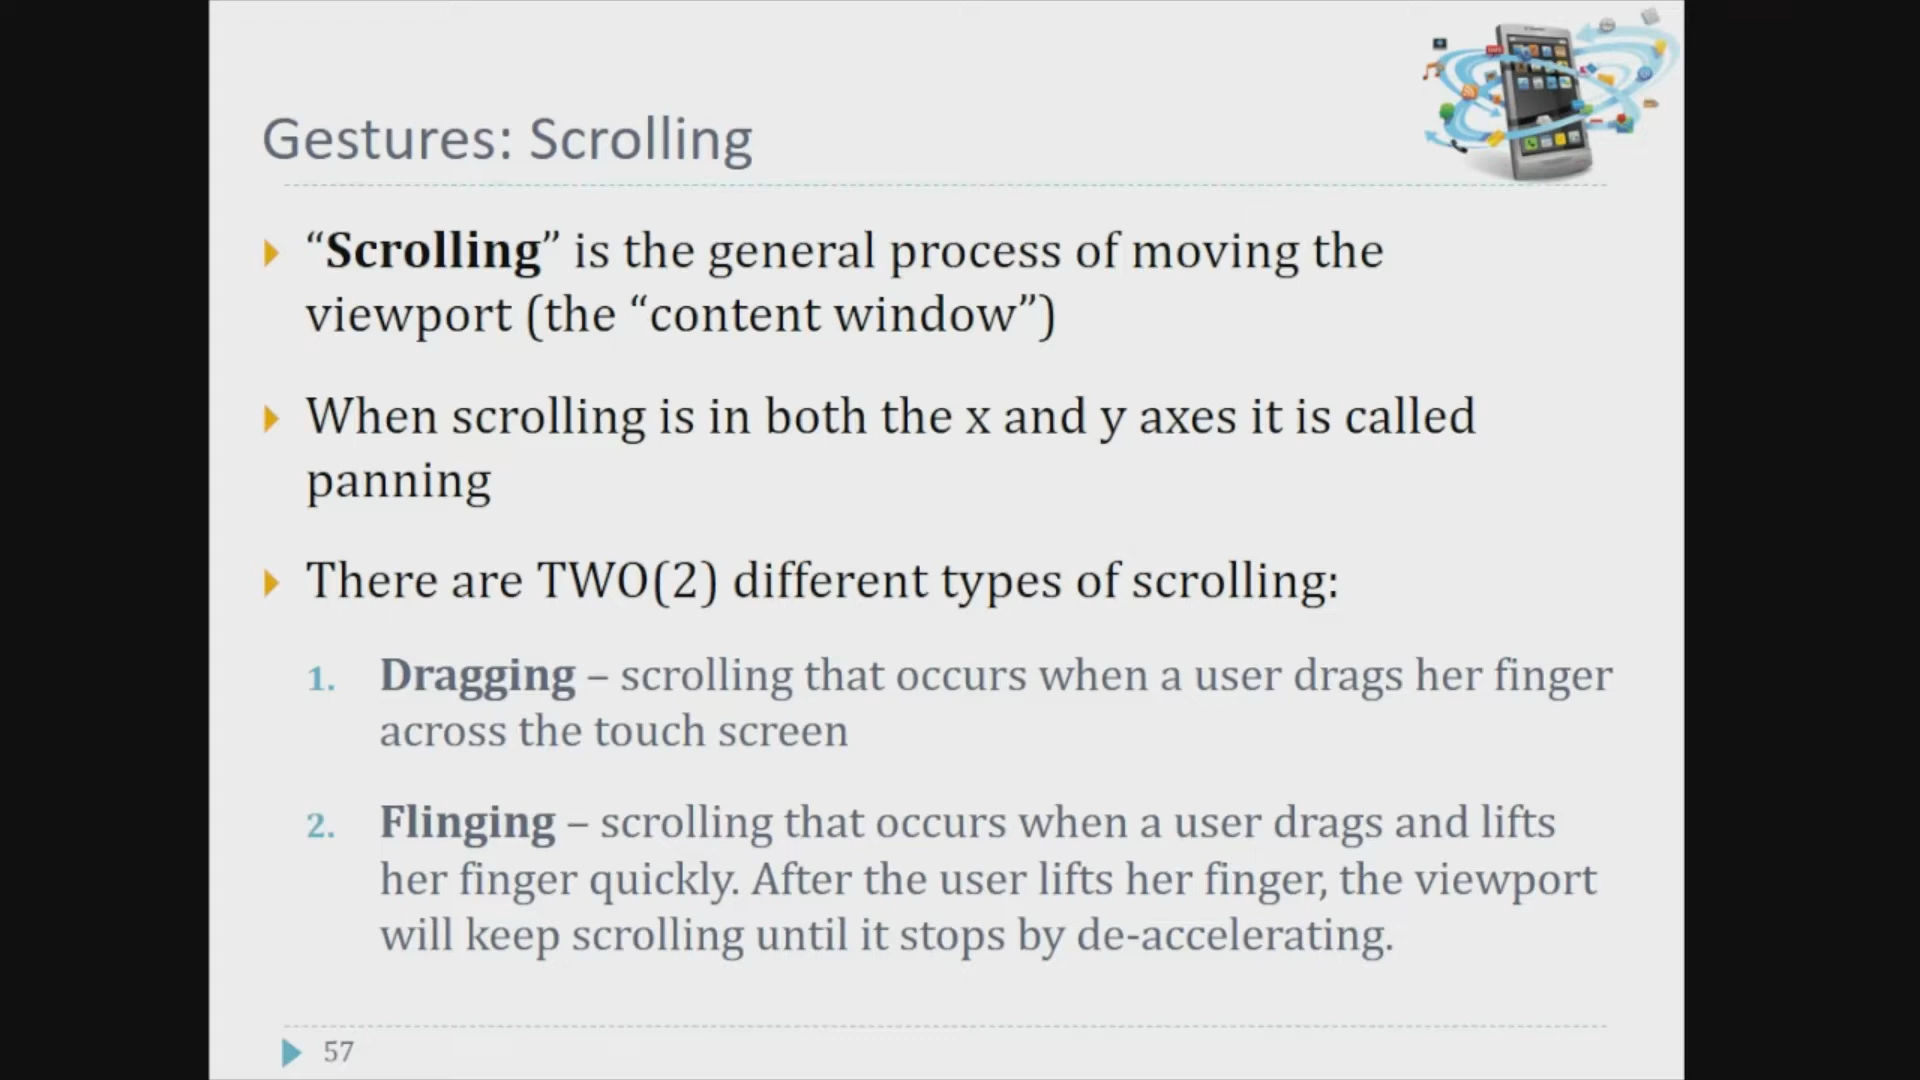 Gestures: Scrolling
“Scrolling” is the general process of moving the
viewport (the “content window”)
When scrolling is in both the x and y axes it is called
panning
There are TWO(2) different types of scrolling:
1. Dragging – scrolling that occurs when a user drags her finger
across the touch screen
2. Flinging – scrolling that occurs when a user drags and lifts
her finger quickly. After the user lifts her finger, the viewport
will keep scrolling until it stops by de-accelerating.
57